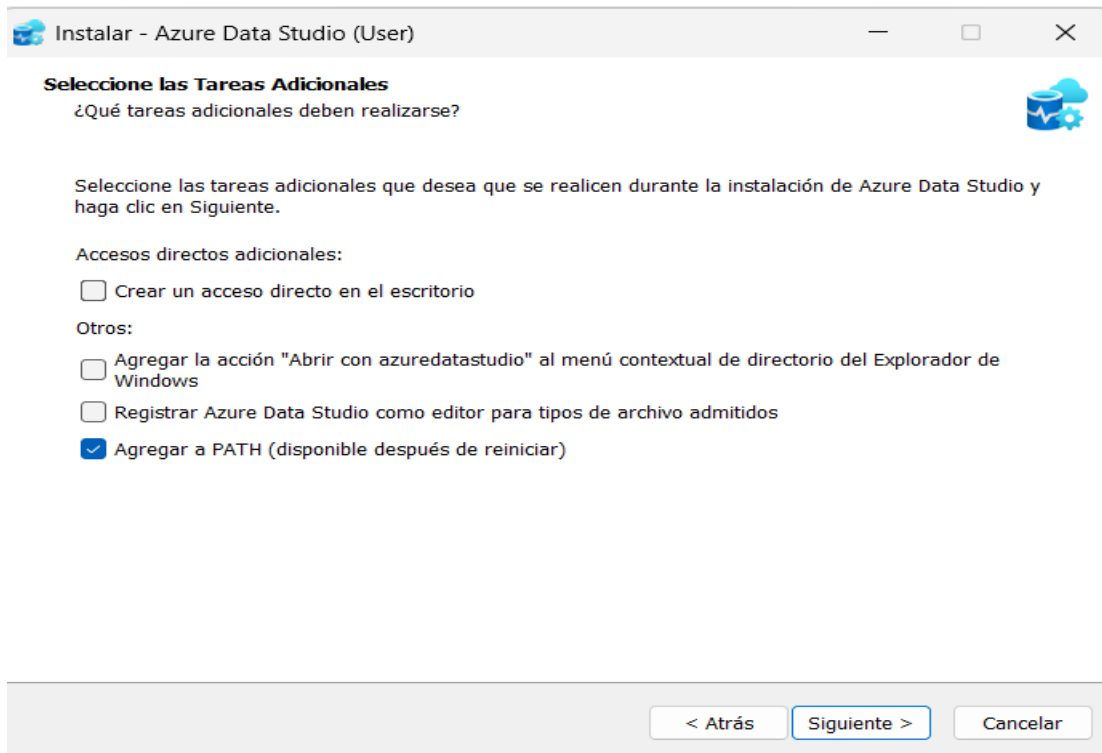 Instalar - Azure Data Studio (User)
Seleccione las Tareas Adicionales
¿Qué tareas adicionales deben realizarse?
Seleccione las tareas adicionales que desea que se realicen durante la instalación de Azure Data Studio y
haga clic en Siguiente.
Accesos directos adicionales:
Crear un acceso directo en el escritorio
Otros:
Agregar la acción "Abrir con azuredatastudio" al menú contextual de directorio del Explorador de
Windows
Registrar Azure Data Studio como editor para tipos de archivo admitidos
Agregar a PATH (disponible después de reiniciar)
< Atrás Siguiente > Cancelar